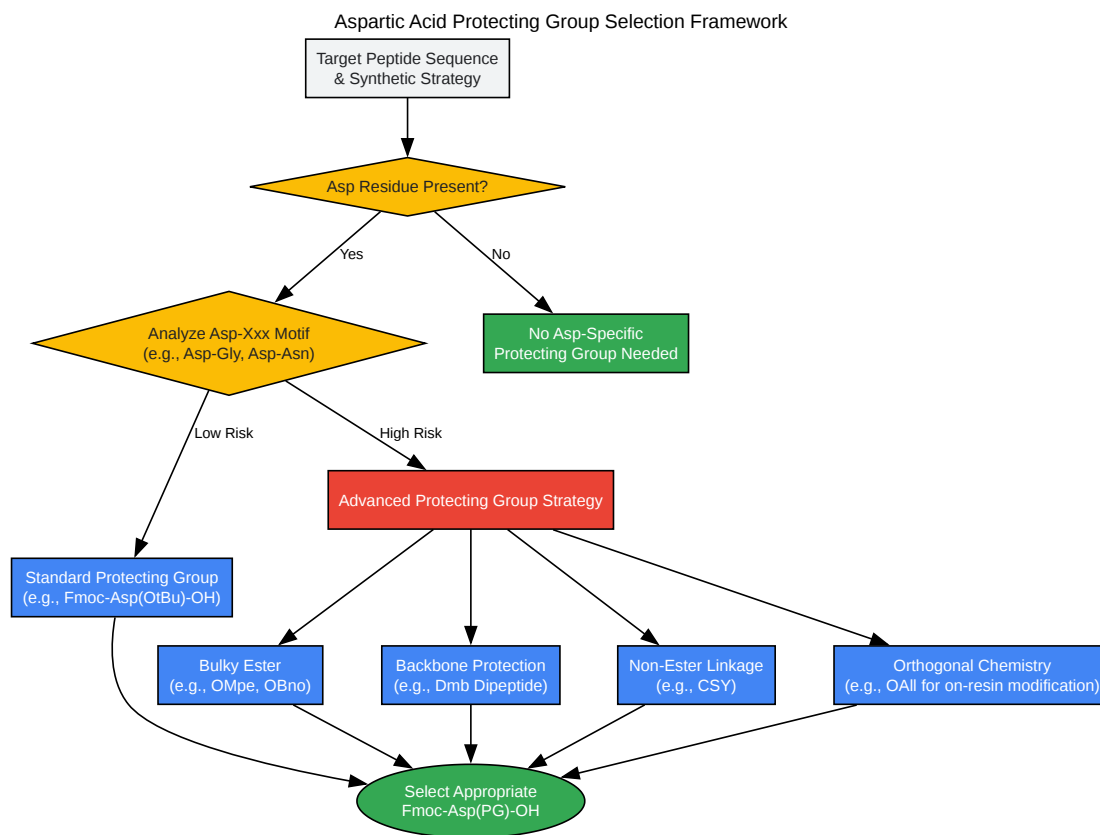 Aspartic Acid Protecting Group Selection Framework
Target Peptide Sequence
& Synthetic Strategy
Asp Residue Present?
Yes
No
Analyze Asp-Xxx Motif
(e.g., Asp-Gly, Asp-Asn)
No Asp-Specific
Protecting Group Needed
Low Risk
High Risk
Advanced Protecting Group Strategy
Standard Protecting Group
(e.g., Fmoc-Asp(OtBu)-OH)
Bulky Ester
(e.g., OMpe, OBno)
Backbone Protection
(e.g., Dmb Dipeptide)
Non-Ester Linkage
(e.g., CSY)
Orthogonal Chemistry
(e.g., OAll for on-resin modification)
Select Appropriate
Fmoc-Asp(PG)-OH